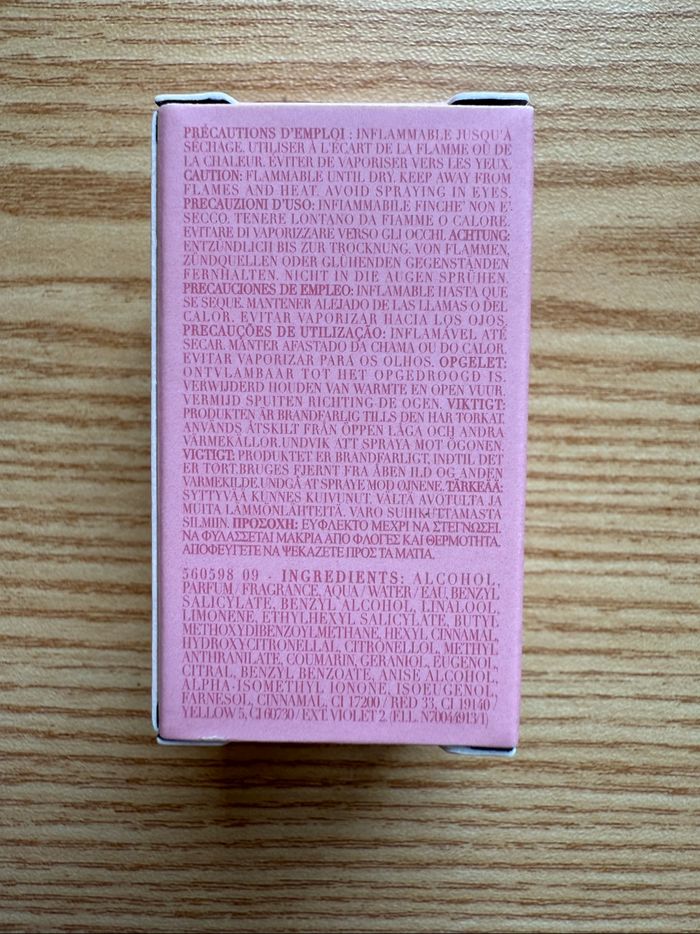 PRÉCAUTIONS D'EMPLOI : INFLAMMABLE JUSQU'À
SÉCHAGE. UTILISER À L'ÉCART DE LA FLAMME OÙ DE
LA CHALEUR. ÉVITER DE VAPORISER VERS LES YEUX.
CAUTION: FLAMMABLE UNTIL DRY, KEEP AWAY FROM
FLAMES AND HEAT. AVOID SPRAYING IN EYES.
PRECAUZIONI D'USO: INFIAMMABILE FINCHE' NON E'
SECCO. TENERE LONTANO DA FIAMME O CALORE.
EVITARE DI VAPORIZZARE VERSO GLI OCCHI. ACHTUNG:
ENTZÜNDLICH BIS ZUR TROCKNUNG. VON FLAMMEN,
ZÜNDQUELLEN ODER GLÜHENDEN GEGENSTÄNDEN
FERNHALTEN. NICHT IN DIE AUGEN SPRÜHEN.
PRECAUCIONES DE EMPLEO: INFLAMABLE HASTA QUE
SE SEQUE. MANTENER ALEJADO DE LAS LLAMAS O DEL
CALOR. EVITAR VAPORIZAR HACIA LOS OJOS.
PRECAUÇÕES DE UTILIZAÇÃO: INFLAMÁVEL ATÉ
SECAR. MANTER AFASTADO DA CHAMA OU DO CALOR.
EVITAR VAPORIZAR PARA OS OLHOS. OPGELET:
ONTVLAMBAAR TOT HET OPGEDROOGD IS.
VERWIJDERD HOUDEN VAN WARMTE EN OPEN VUUR.
VERMIJD SPUITEN RICHTING DE OGEN. VIKTIGT:
PRODUKTEN ÄR BRANDFARLIG TILLS DEN HAR TORKAT.
ANVÄNDS ÅTSKILT FRÅN ÖPPEN LÅGA OCH ANDRA
VÄRMEKÄLLOR.UNDVIK ATT SPRAYA MOT ÖGONEN.
VIGTIGT: PRODUKTET ER BRANDFARLIGT, INDTIL DET
ER TØRT.BRUGES FJERNT FRA ÅBEN ILD OG ANDEN
VARMEKILDE.UNDGÅ AT SPRAYE MOD ØJNENE. TÄRKEÄÄ:
SYTTYVÄÄ KUNNES KUIVUNUT. VÄLTÄ AVOTULTA JA
MUITA LÄMMÖNLÄHTEITÄ. VARO SUIHKUTTAMASTA
SILMIIN. ΠΡΟΣΟΧΗ: ΕΥΦΛΕΚΤΟ ΜΕΧΡΙ ΝΑ ΣΤΕΓΝΩΣΕΙ.
ΝΑ ΦΥΛΑΣΣΕΤΑΙ ΜΑΚΡΙΑ ΑΠΟ ΦΛΟΓΕΣ ΚΑΙ ΘΕΡΜΟΤΗΤΑ.
ΑΠΟΦΕΥΓΕΤΕ ΝΑ ΨΕΚΑΖΕΤΕ ΠΡΟΣ ΤΑ ΜΑΤΙΑ.
560598 09 - INGREDIENTS: ALCOHOL,
PARFUM / FRAGRANCE, AQUA / WATER / EAU, BENZYL
SALICYLATE, BENZYL ALCOHOL, LINALOOL,
LIMONENE, ETHYLHEXYL SALICYLATE, BUTYL
METHOXYDIBENZOYLMETHANE, HEXYL CINNAMAL,
HYDROXYCITRONELLAL, CITRONELLOL, METHYL
ANTHRANILATE, COUMARIN, GERANIOL, EUGENOL,
CITRAL, BENZYL BENZOATE, ANISE ALCOHOL,
ALPHA-ISOMETHYL IONONE, ISOEUGENOL,
FARNESOL, CINNAMAL, CI 17200 / RED 33, CI 19140 /
YELLOW 5, CI 60730 / EXT. VIOLET 2. (F.I.L. N70044913/1)